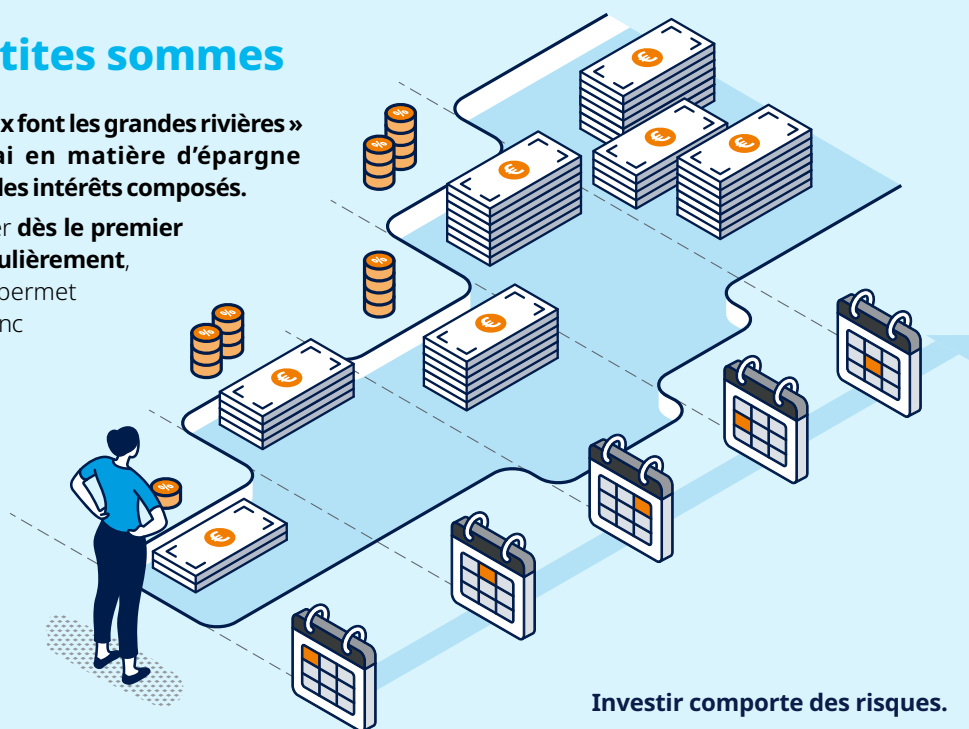 tites sommes
x font les grandes rivières »
ai en matière d’épargne
les intérêts composés.
er dès le premier
ulièrement,
permet
nc
Investir comporte des risques.